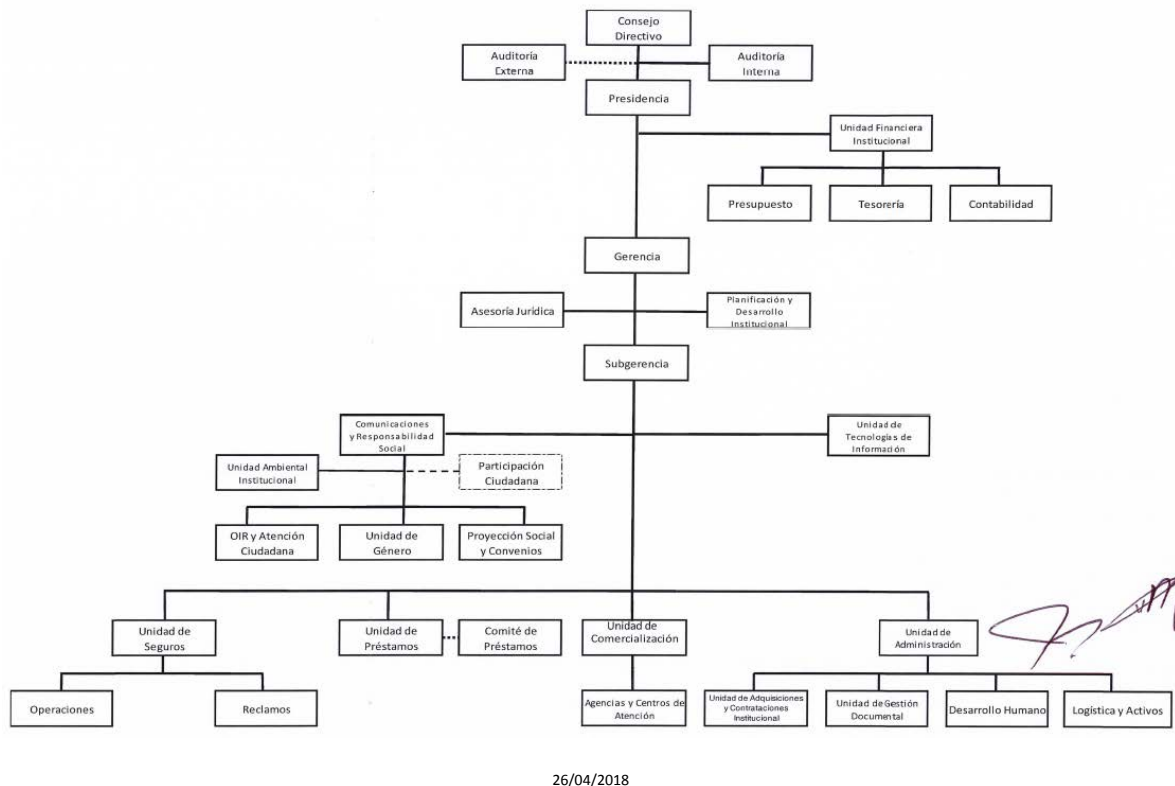 Consejo
Directivo
Auditoría
Externa
Auditoría
Interna
Presidencia
Unidad Financiera
Institucional
Presupuesto
Tesorería
Contabilidad
Gerencia
Asesoría Jurídica
Planificación y
Desarrollo
Institucional
Subgerencia
Comunicaciones
y Responsabilidad
Social
Unidad de
Tecnologías de
Información
Unidad Ambiental
Institucional
Participación
Ciudadana
OIR y Atención
Ciudadana
Unidad de
Género
Proyección Social
y Convenios
Unidad de
Seguros
Unidad de
Préstamos
Comité de
Préstamos
Unidad de
Comercialización
Unidad de
Administración
Operaciones
Reclamos
Agencias y Centros de
Atención
Unidad de Adquisiciones
y Contrataciones
Institucional
Unidad de Gestión
Documental
Desarrollo Humano
Logística y Activos
26/04/2018